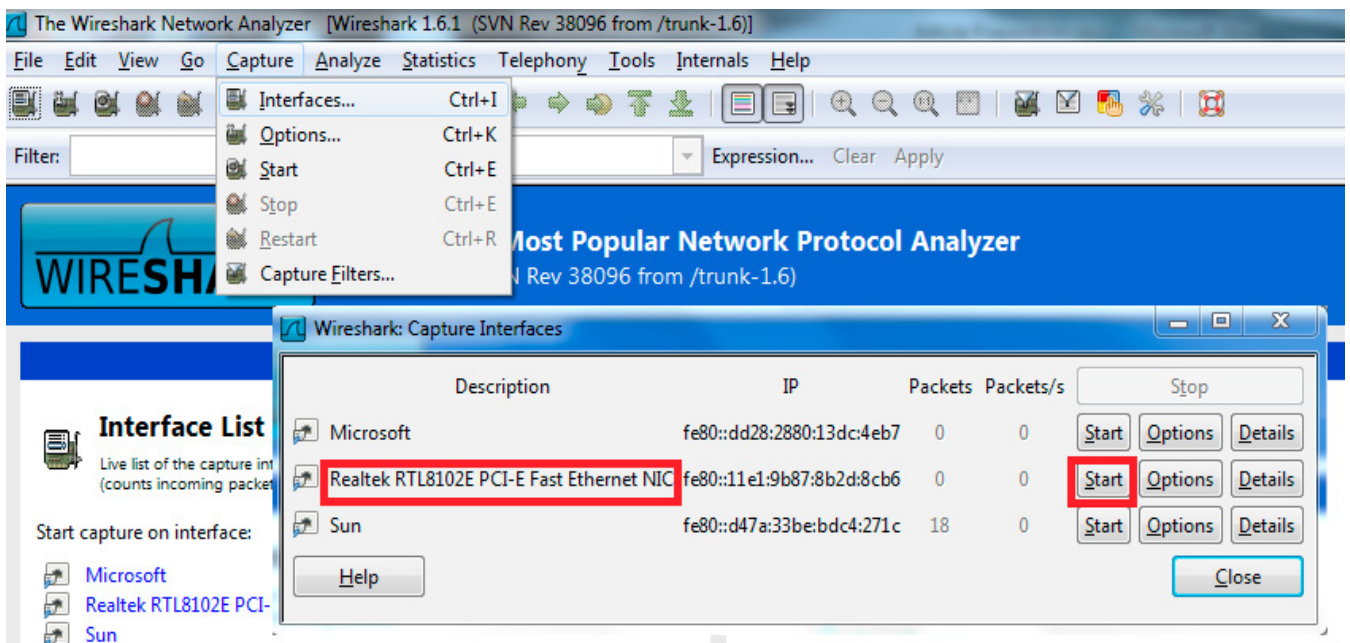 The Wireshark Network Analyzer [Wireshark 1.6.1 (SVN Rev 38096 from /trunk-1.6)]
File Edit View Go Capture Analyze Statistics Telephony Tools Internals Help
Interfaces... Ctrl+I
Options... Ctrl+K
Start Ctrl+E
Stop Ctrl+E
Restart Ctrl+R
Capture Filters...
Filter: Expression... Clear Apply
WIRESH
Most Popular Network Protocol Analyzer
Rev 38096 from /trunk-1.6)
Wireshark: Capture Interfaces
Description IP Packets Packets/s Stop
Microsoft fe80::dd28:2880:13dc:4eb7 0 0 Start Options Details
Realtek RTL8102E PCI-E Fast Ethernet NIC fe80::11e1:9b87:8b2d:8cb6 0 0 Start Options Details
Sun fe80::d47a:33be:bdc4:271c 18 0 Start Options Details
Help Close
Interface List
Live list of the capture int
(counts incoming packet
Start capture on interface:
Microsoft
Realtek RTL8102E PCI-
Sun